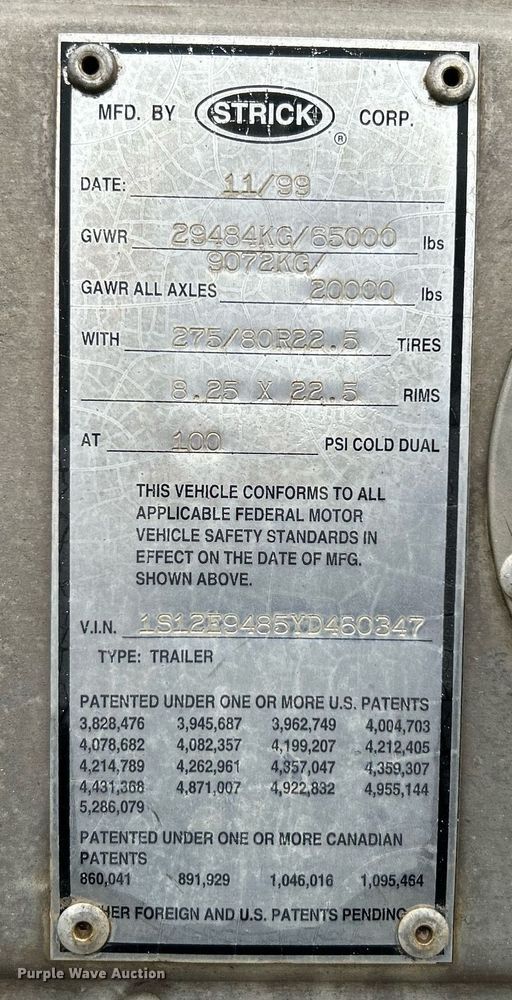 MFD. BY STRICK ® CORP.
DATE: 11/99
GVWR 29484KG/65000 lbs
9072KG/
GAWR ALL AXLES 20000 lbs
WITH 275/80R22.5 TIRES
8.25 X 22.5 RIMS
AT 100 PSI COLD DUAL
THIS VEHICLE CONFORMS TO ALL
APPLICABLE FEDERAL MOTOR
VEHICLE SAFETY STANDARDS IN
EFFECT ON THE DATE OF MFG.
SHOWN ABOVE.
V.I.N. 1S12E9485YD460347
TYPE: TRAILER
PATENTED UNDER ONE OR MORE U.S. PATENTS
3,828,476 3,945,687 3,962,749 4,004,703
4,078,682 4,082,357 4,199,207 4,212,405
4,214,789 4,262,961 4,357,047 4,359,307
4,431,368 4,871,007 4,922,832 4,955,144
5,286,079
PATENTED UNDER ONE OR MORE CANADIAN
PATENTS
860,041 891,929 1,046,016 1,095,464
HER FOREIGN AND U.S. PATENTS PENDING
Purple Wave Auction